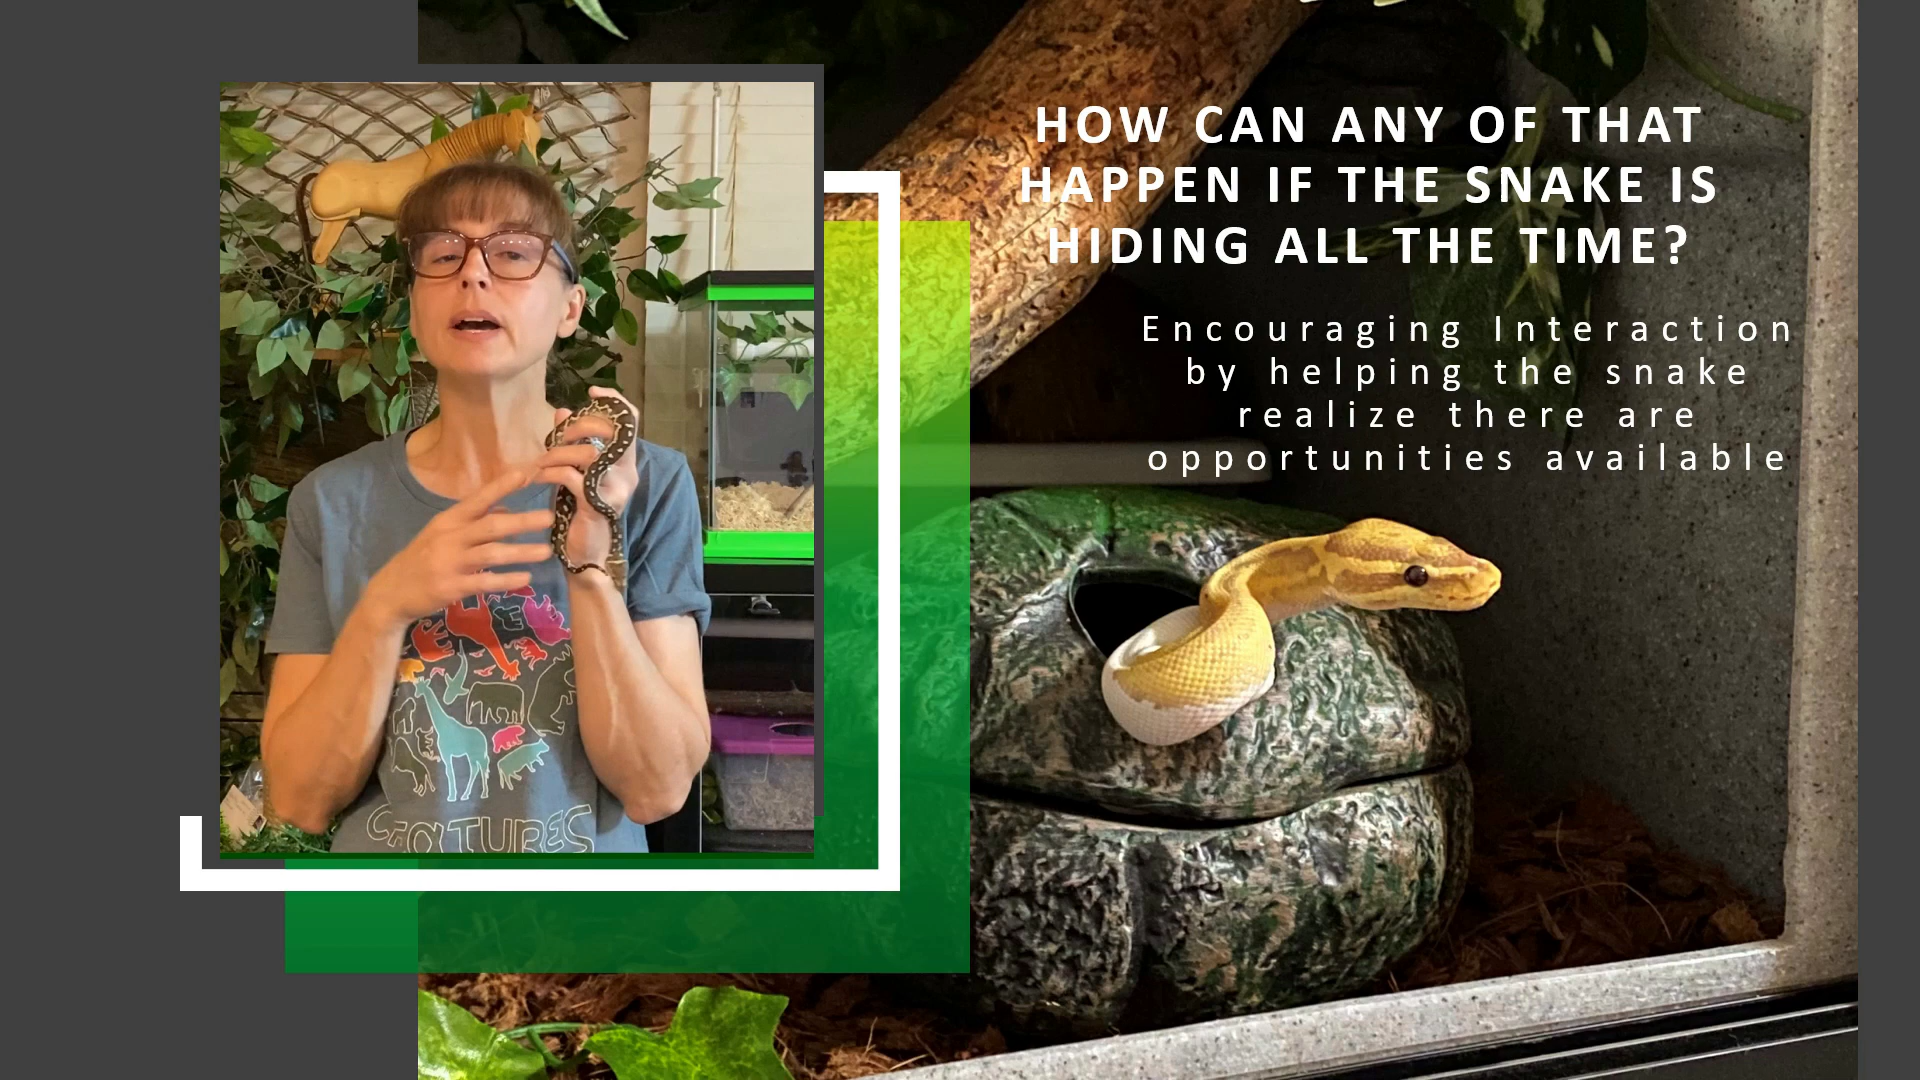 HOW CAN ANY OF THAT
HAPPEN IF THE SNAKE IS
HIDING ALL THE TIME?
Encouraging Interaction
by helping the snake
realize there are
opportunities available
CREATURES